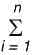 n
∑
i = 1